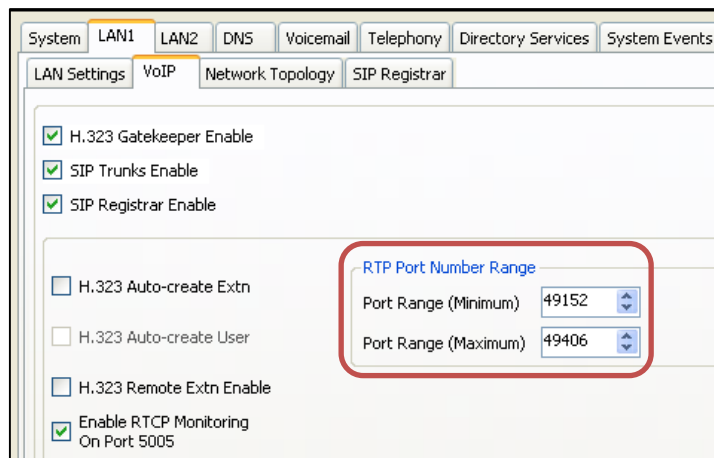 System LAN1 LAN2 DNS Voicemail Telephony Directory Services System Events
LAN Settings VoIP Network Topology SIP Registrar
H.323 Gatekeeper Enable
SIP Trunks Enable
SIP Registrar Enable
RTP Port Number Range
H.323 Auto-create Extn
Port Range (Minimum) 49152
H.323 Auto-create User
Port Range (Maximum) 49406
H.323 Remote Extn Enable
Enable RTCP Monitoring
On Port 5005